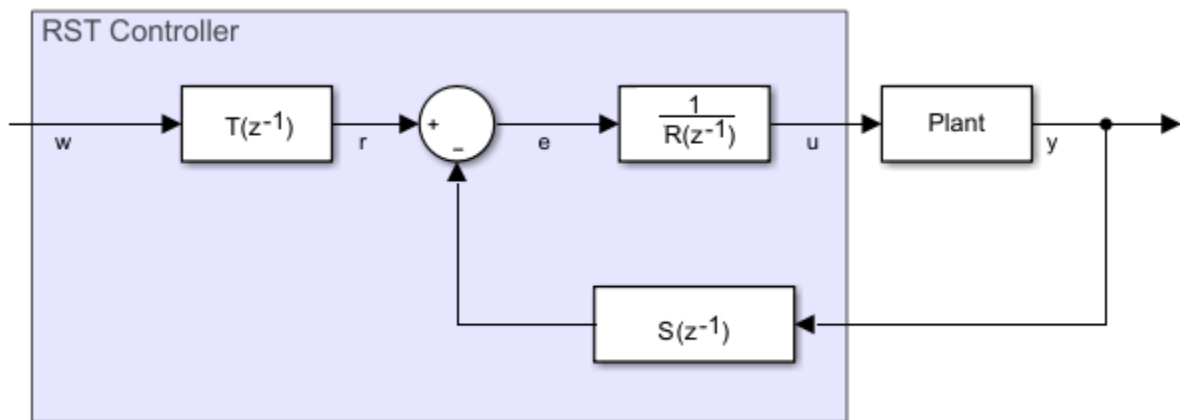 RST Controller
w
T(z-1)
r
+
−
e
1
R(z-1)
u
Plant
y
S(z-1)